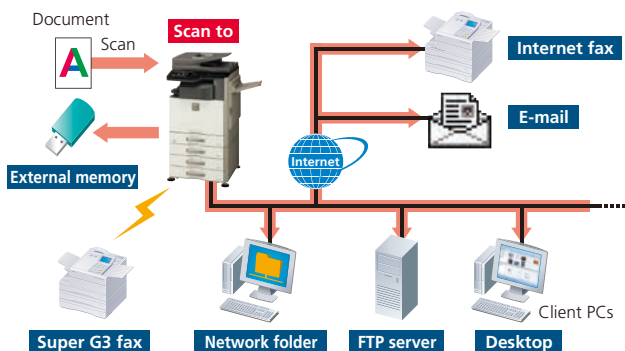 Document
Scan
A
Scan to
Internet fax
E-mail
Internet
External memory
Client PCs
Super G3 fax
Network folder
FTP server
Desktop